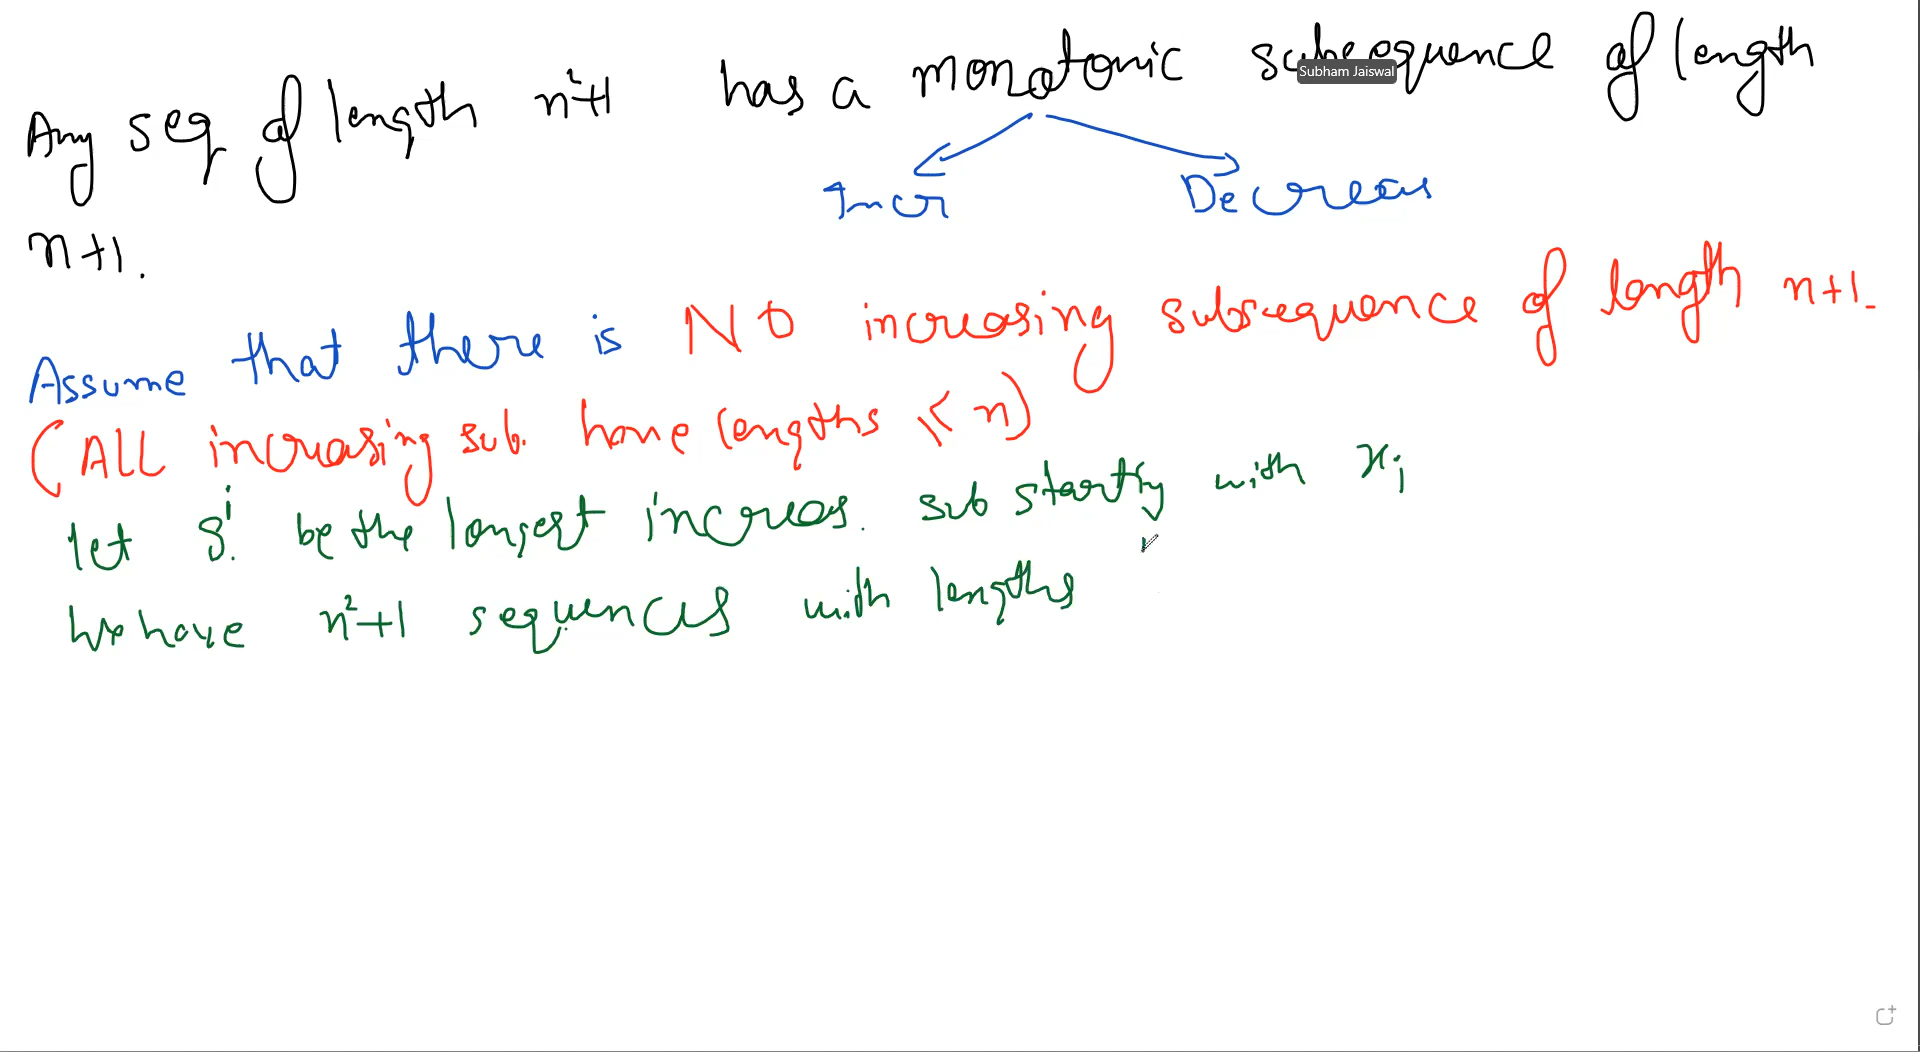 Any seq of length n²+1 has a monotonic subsequence of length
Subham Jaiswal
Incr Decreas
n+1.
Assume that there is NO increasing subsequence of length n+1.
(ALL increasing sub. have lengths ≤ n)
let Sⁱ be the longest increas. sub starting with xᵢ
We have n²+1 sequences with lengths